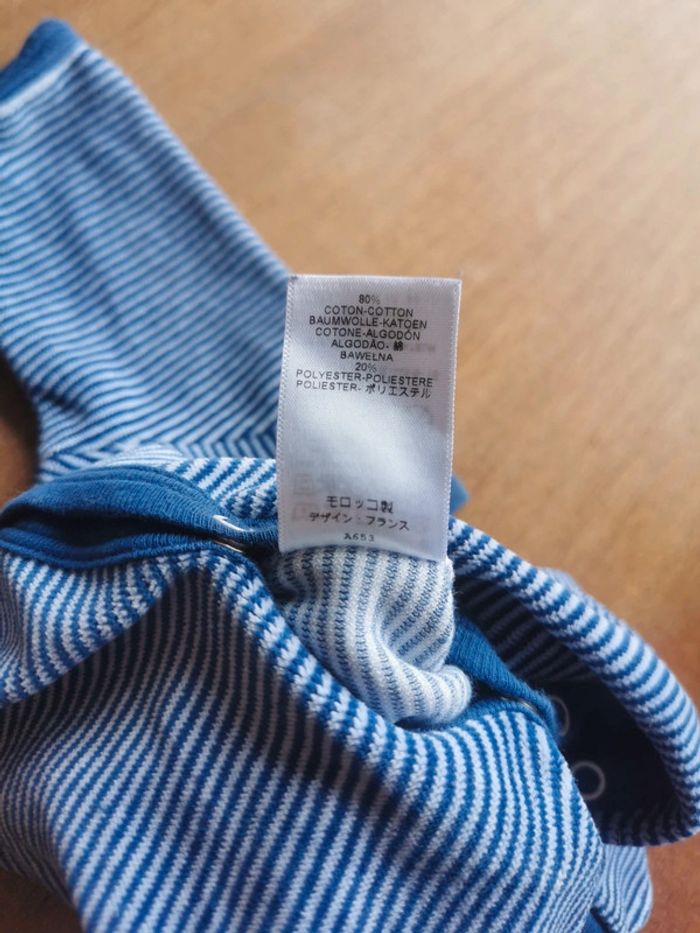 80%
COTON-COTTON
BAUMWOLLE-KATOEN
COTONE-ALGODÓN
ALGODÃO- 綿
BAWEŁNA
20%
POLYESTER-POLIESTERE
POLIESTER- ポリエステル
モロッコ製
デザイン：フランス
A653